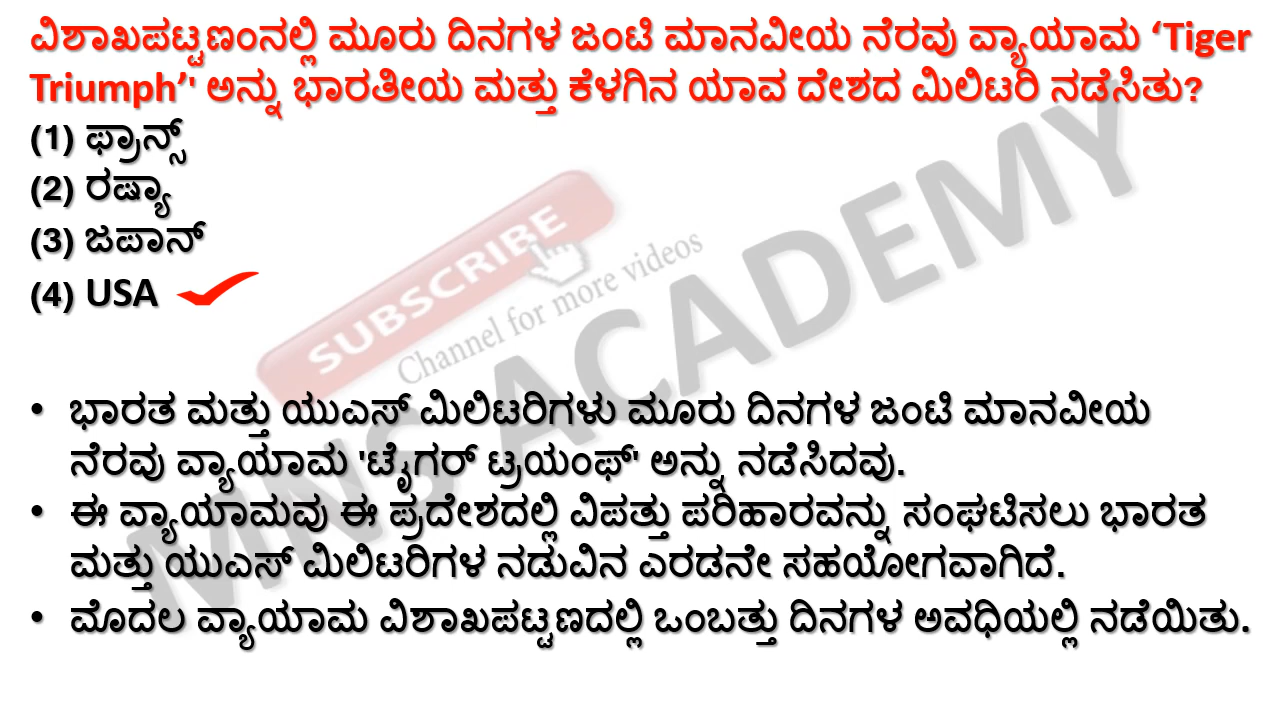 ವಿಶಾಖಪಟ್ಟಣಂನಲ್ಲಿ ಮೂರು ದಿನಗಳ ಜಂಟಿ ಮಾನವೀಯ ನೆರವು ವ್ಯಾಯಾಮ ‘Tiger
Triumph’' ಅನ್ನು ಭಾರತೀಯ ಮತ್ತು ಕೆಳಗಿನ ಯಾವ ದೇಶದ ಮಿಲಿಟರಿ ನಡೆಸಿತು?
(1) ಫ್ರಾನ್ಸ್
(2) ರಷ್ಯಾ
(3) ಜಪಾನ್
(4) USA
SUBSCRIBE
Channel for more videos
MNS ACADEMY
• ಭಾರತ ಮತ್ತು ಯುಎಸ್ ಮಿಲಿಟರಿಗಳು ಮೂರು ದಿನಗಳ ಜಂಟಿ ಮಾನವೀಯ
ನೆರವು ವ್ಯಾಯಾಮ 'ಟೈಗರ್ ಟ್ರಯಂಫ್' ಅನ್ನು ನಡೆಸಿದವು.
• ಈ ವ್ಯಾಯಾಮವು ಈ ಪ್ರದೇಶದಲ್ಲಿ ವಿಪತ್ತು ಪರಿಹಾರವನ್ನು ಸಂಘಟಿಸಲು ಭಾರತ
ಮತ್ತು ಯುಎಸ್ ಮಿಲಿಟರಿಗಳ ನಡುವಿನ ಎರಡನೇ ಸಹಯೋಗವಾಗಿದೆ.
• ಮೊದಲ ವ್ಯಾಯಾಮ ವಿಶಾಖಪಟ್ಟಣದಲ್ಲಿ ಒಂಬತ್ತು ದಿನಗಳ ಅವಧಿಯಲ್ಲಿ ನಡೆಯಿತು.